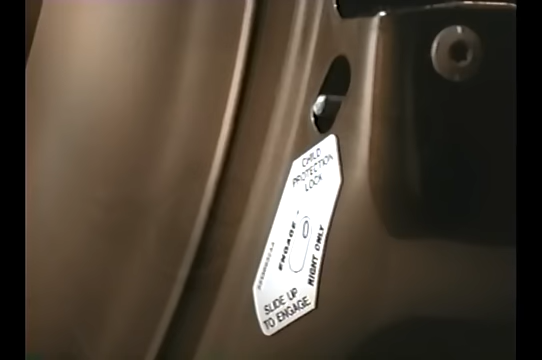 CHILD
PROTECTION
LOCK
ENGAGE
RIGHT ONLY
SLIDE UP
TO ENGAGE